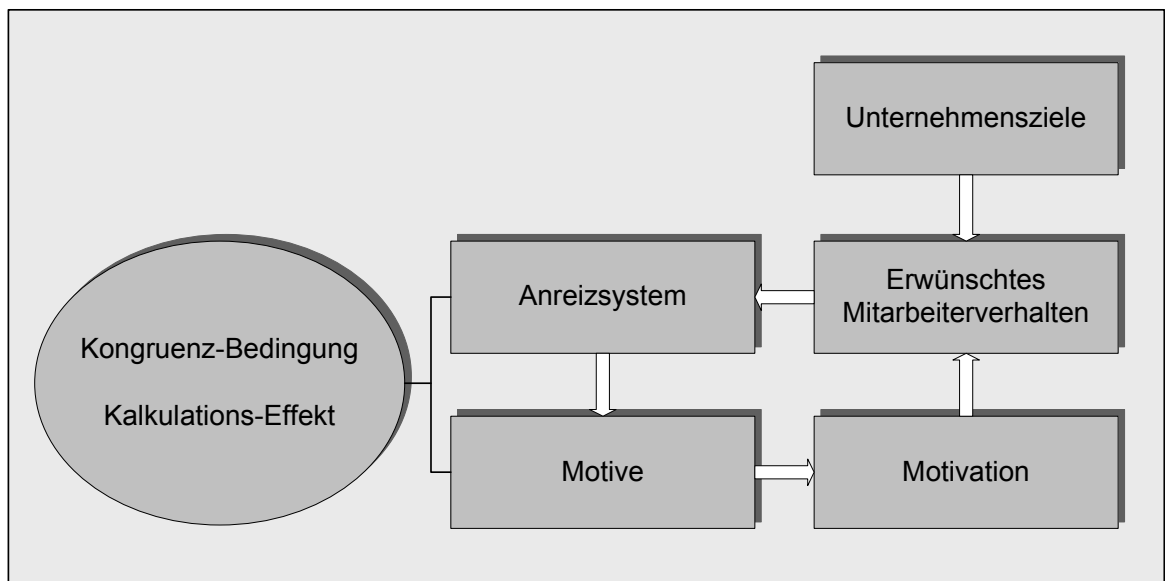 Unternehmensziele
Anreizsystem
Erwünschtes
Mitarbeiterverhalten
Kongruenz-Bedingung
Kalkulations-Effekt
Motive
Motivation